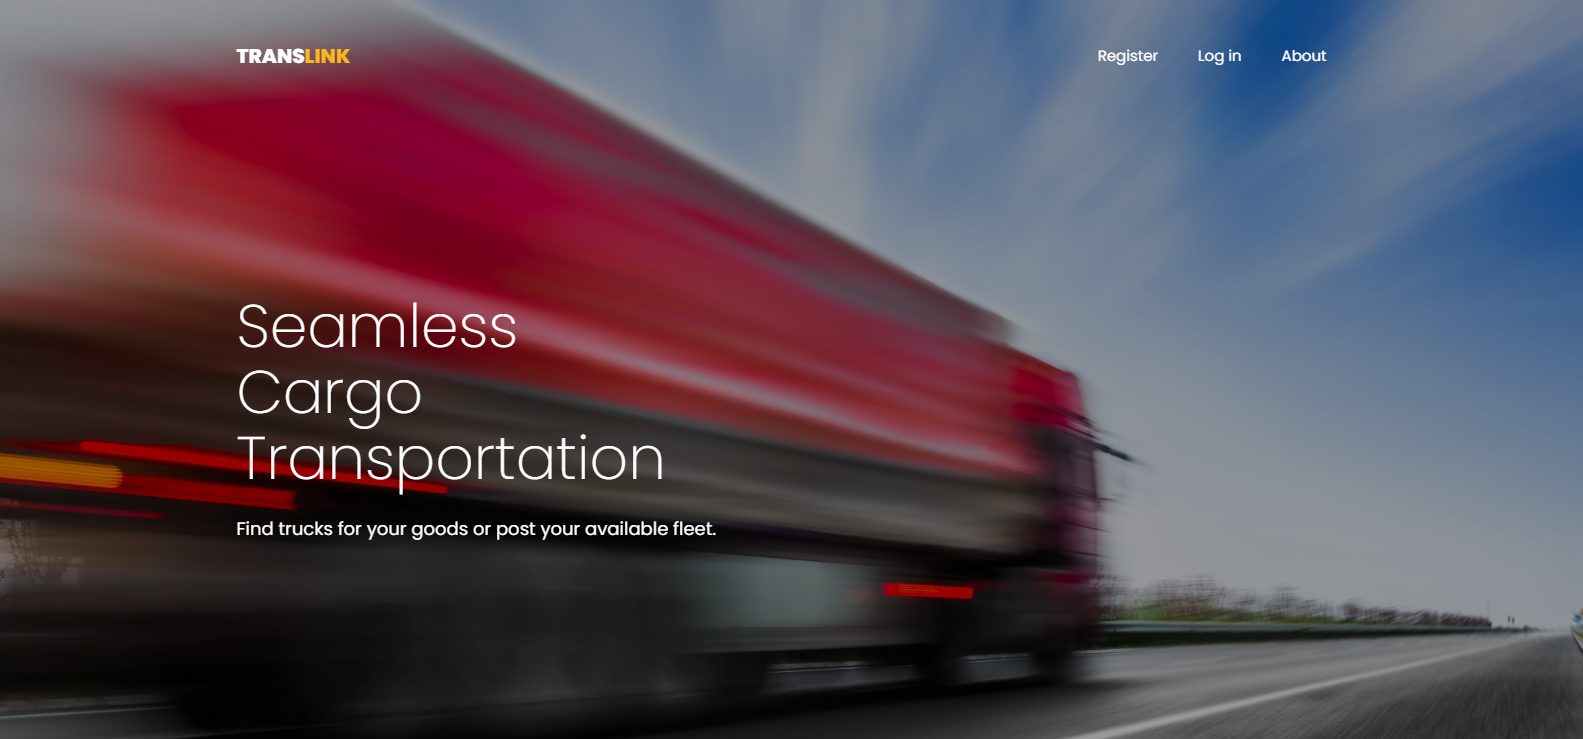 TRANSLINK
Register Log in About
Seamless
Cargo
Transportation
Find trucks for your goods or post your available fleet.